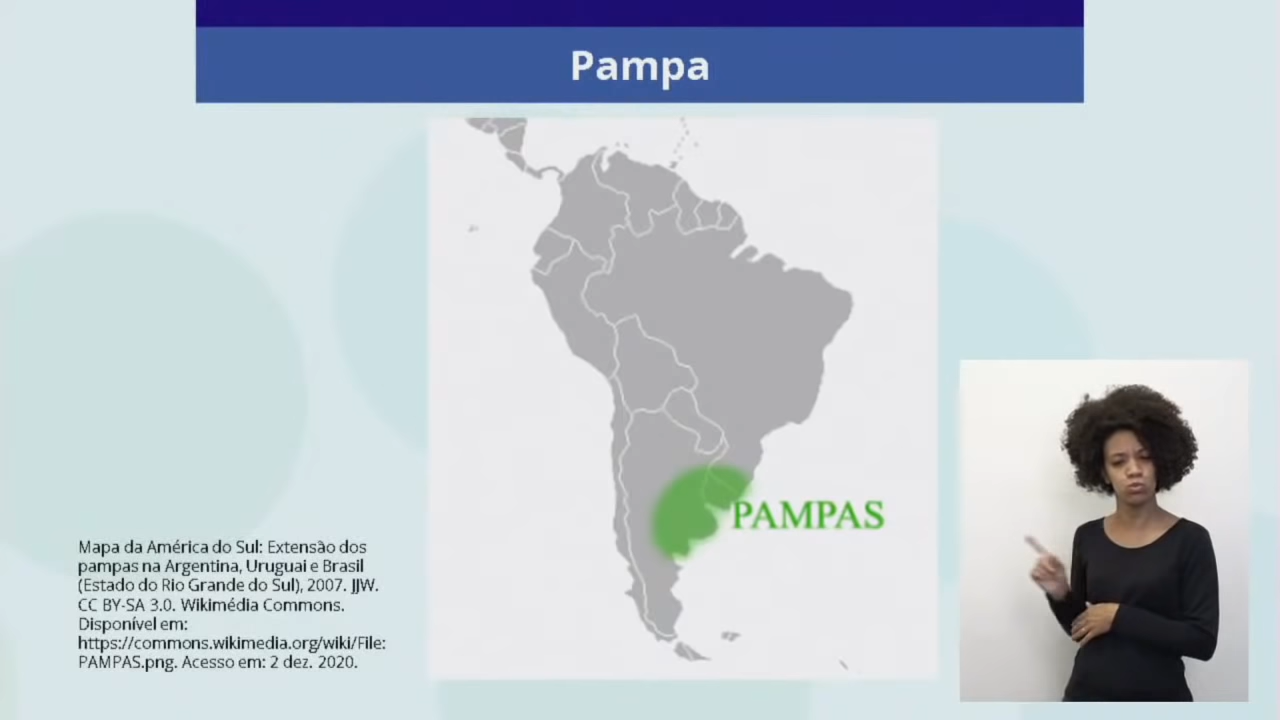 Pampa
PAMPAS
Mapa da América do Sul: Extensão dos
pampas na Argentina, Uruguai e Brasil
(Estado do Rio Grande do Sul), 2007. JJW.
CC BY-SA 3.0. Wikimédia Commons.
Disponível em:
https://commons.wikimedia.org/wiki/File:
PAMPAS.png. Acesso em: 2 dez. 2020.